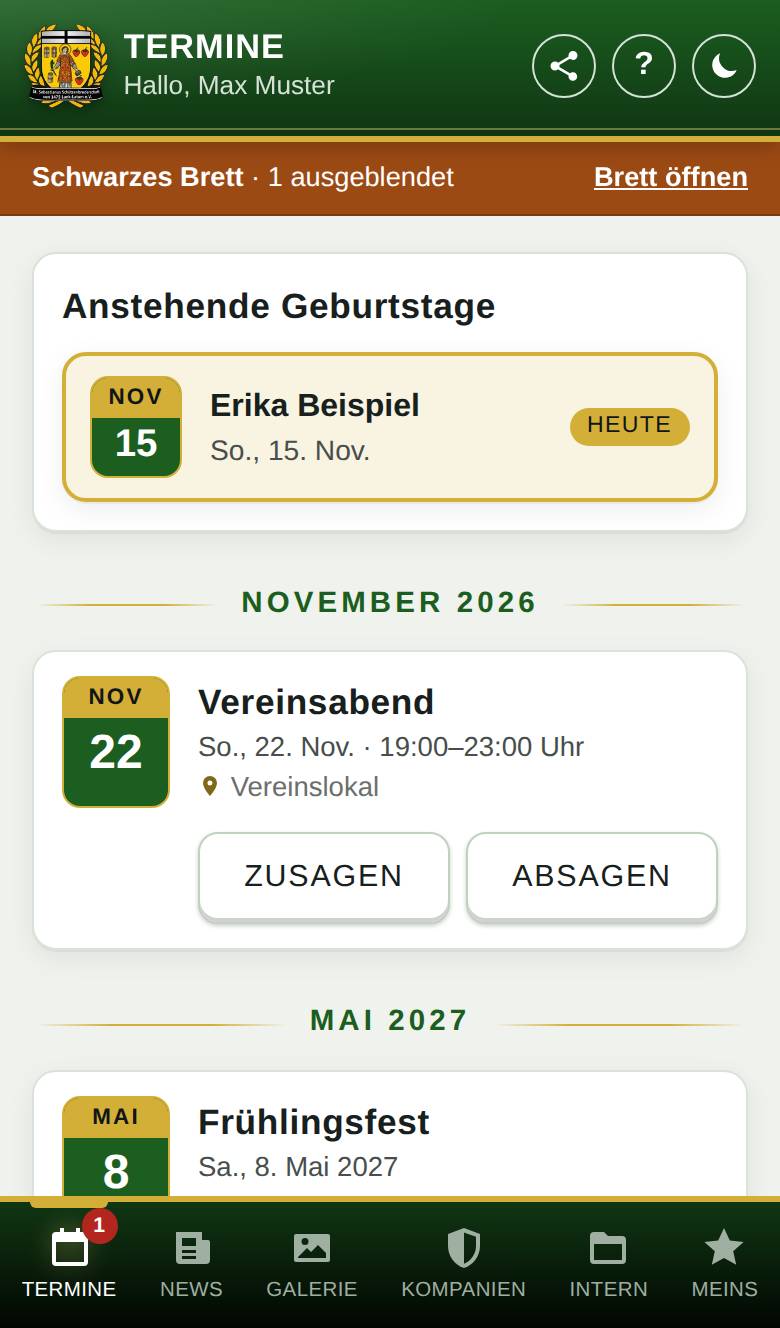 TERMINE
Hallo, Max Muster
?
Schwarzes Brett · 1 ausgeblendet
Brett öffnen
Anstehende Geburtstage
NOV
15
Erika Beispiel
So., 15. Nov.
HEUTE
NOVEMBER 2026
NOV
22
Vereinsabend
So., 22. Nov. · 19:00–23:00 Uhr
Vereinslokal
ZUSAGEN
ABSAGEN
MAI 2027
MAI
8
Frühlingsfest
Sa., 8. Mai 2027
1
TERMINE
NEWS
GALERIE
KOMPANIEN
INTERN
MEINS